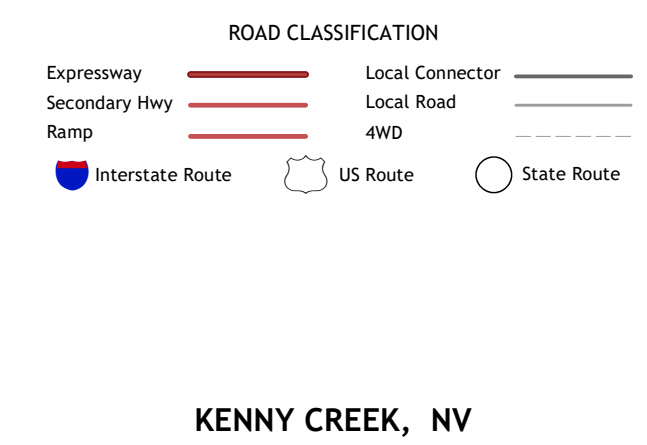 ROAD CLASSIFICATION
Expressway
Secondary Hwy
Ramp
Local Connector
Local Road
4WD
Interstate Route
US Route
State Route
KENNY CREEK, NV